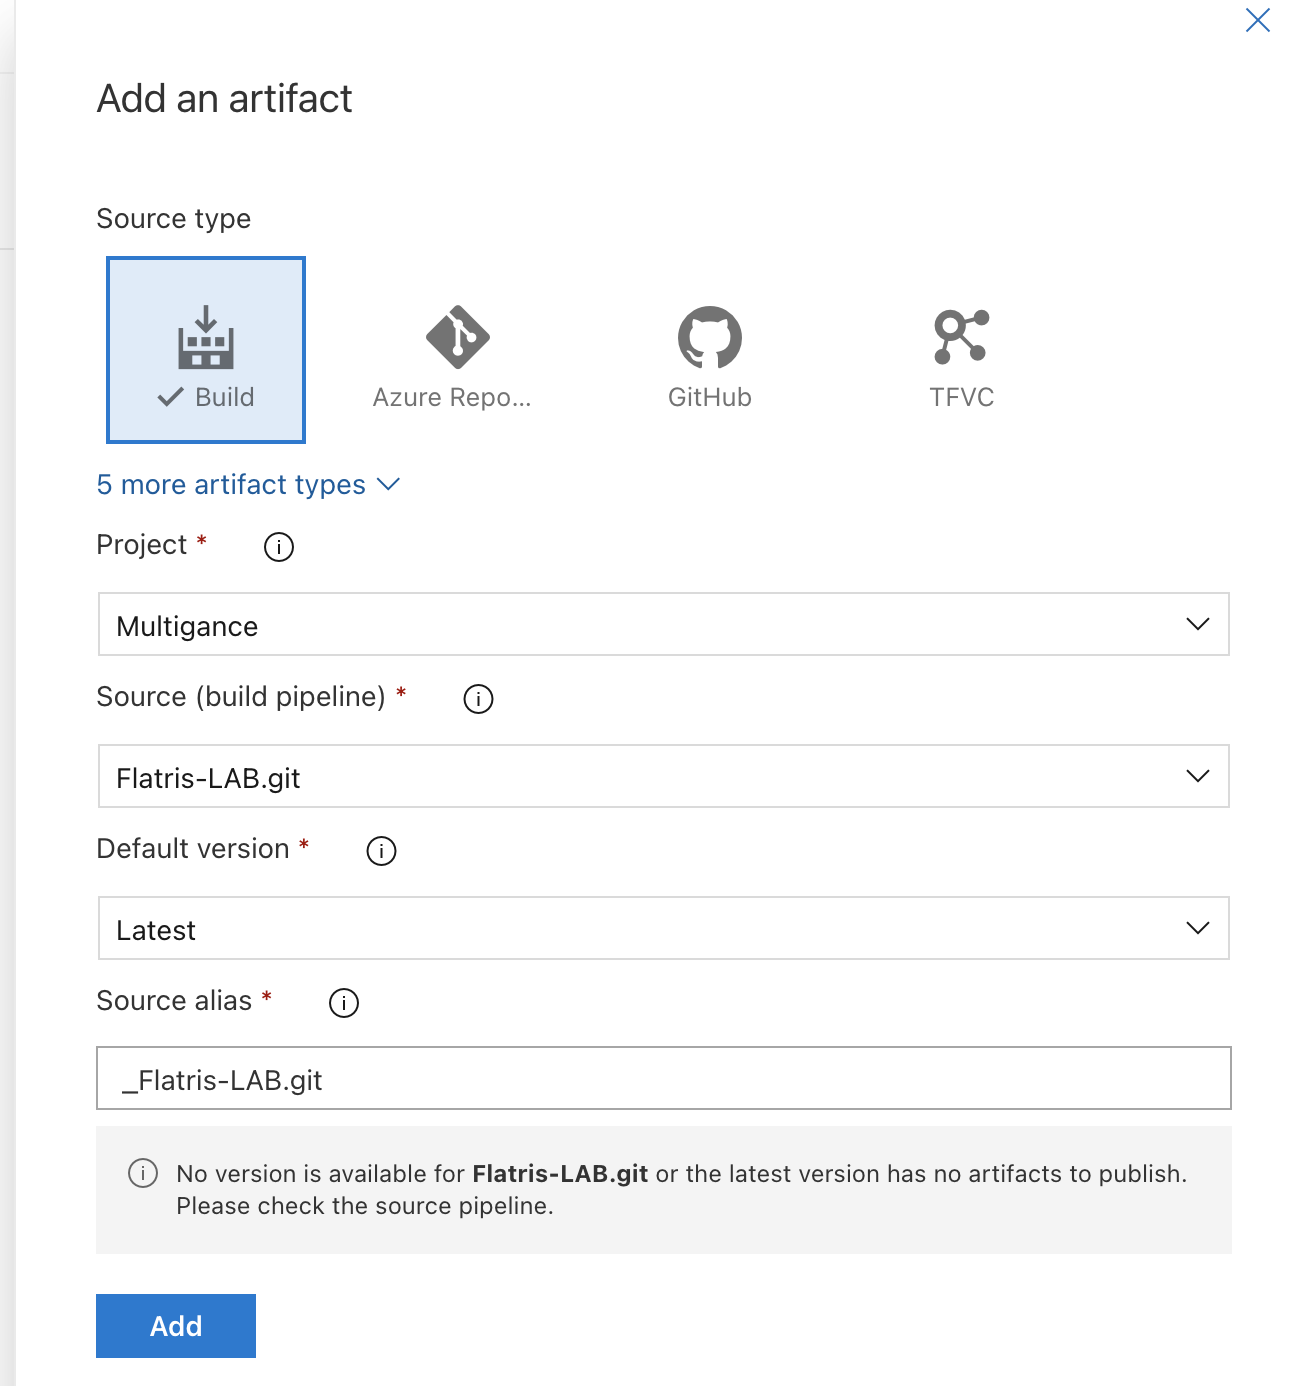 Add an artifact
Source type
Build
Azure Repo...
GitHub
TFVC
5 more artifact types
Project *
Multigance
Source (build pipeline) *
Flatris-LAB.git
Default version *
Latest
Source alias *
_Flatris-LAB.git
No version is available for Flatris-LAB.git or the latest version has no artifacts to publish.
Please check the source pipeline.
Add